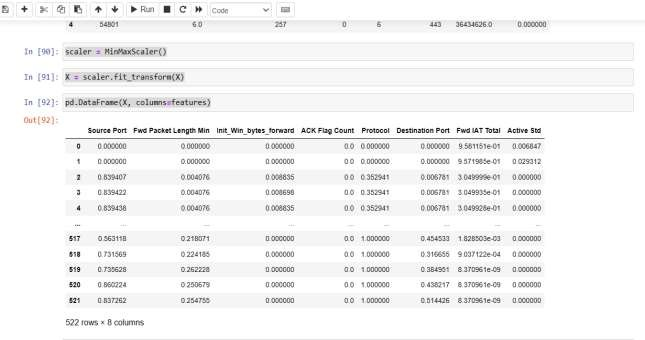 Run Code
4 54801 6.0 257 0 6 443 36434626.0 0.000000
In [90]: scaler = MinMaxScaler()
In [91]: X = scaler.fit_transform(X)
In [92]: pd.DataFrame(X, columns=features)
Out[92]:
Source Port Fwd Packet Length Min Init_Win_bytes_forward ACK Flag Count Protocol Destination Port Fwd IAT Total Active Std
0 0.000000 0.000000 0.000000 0.0 0.000000 0.000000 9.581151e-01 0.006847
1 0.000000 0.000000 0.000000 0.0 0.000000 0.000000 9.571985e-01 0.029312
2 0.839407 0.004076 0.008835 0.0 0.352941 0.006781 3.049999e-01 0.000000
3 0.839422 0.004076 0.008698 0.0 0.352941 0.006781 3.049935e-01 0.000000
4 0.839438 0.004076 0.008835 0.0 0.352941 0.006781 3.049928e-01 0.000000
... ... ... ... ... ... ... ... ...
517 0.563118 0.218071 0.000000 0.0 1.000000 0.454533 1.828503e-03 0.000000
518 0.731569 0.224185 0.000000 0.0 1.000000 0.316655 9.037122e-04 0.000000
519 0.735628 0.262228 0.000000 0.0 1.000000 0.384951 8.370961e-09 0.000000
520 0.860224 0.250679 0.000000 0.0 1.000000 0.438217 8.370961e-09 0.000000
521 0.837262 0.254755 0.000000 0.0 1.000000 0.514426 8.370961e-09 0.000000
522 rows × 8 columns